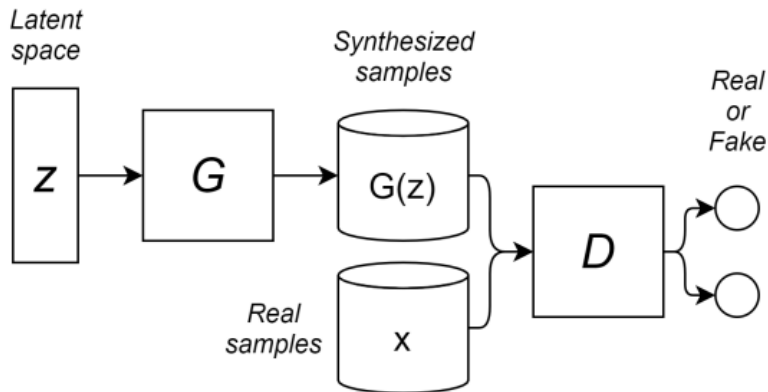 Latent
space
z
G
Synthesized
samples
G(z)
Real
samples
x
D
Real
or
Fake